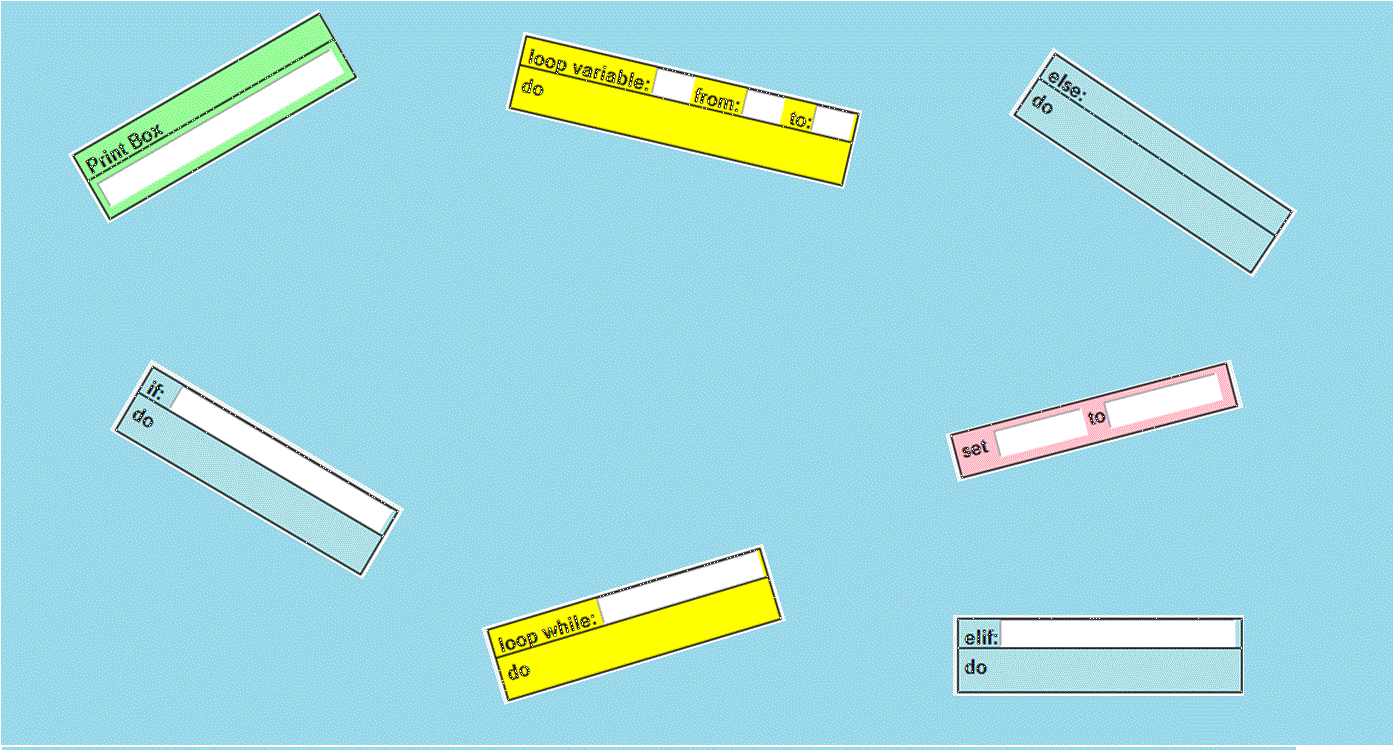 Print Box
loop variable: from: to:
do
else:
do
if:
do
set to
loop while:
do
elif:
do